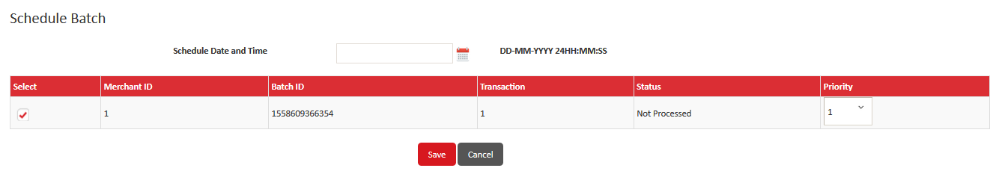 Schedule Batch
Schedule Date and Time DD-MM-YYYY 24HH:MM:SS
Select Merchant ID Batch ID Transaction Status Priority
1 1558609366354 1 Not Processed 1
Save Cancel